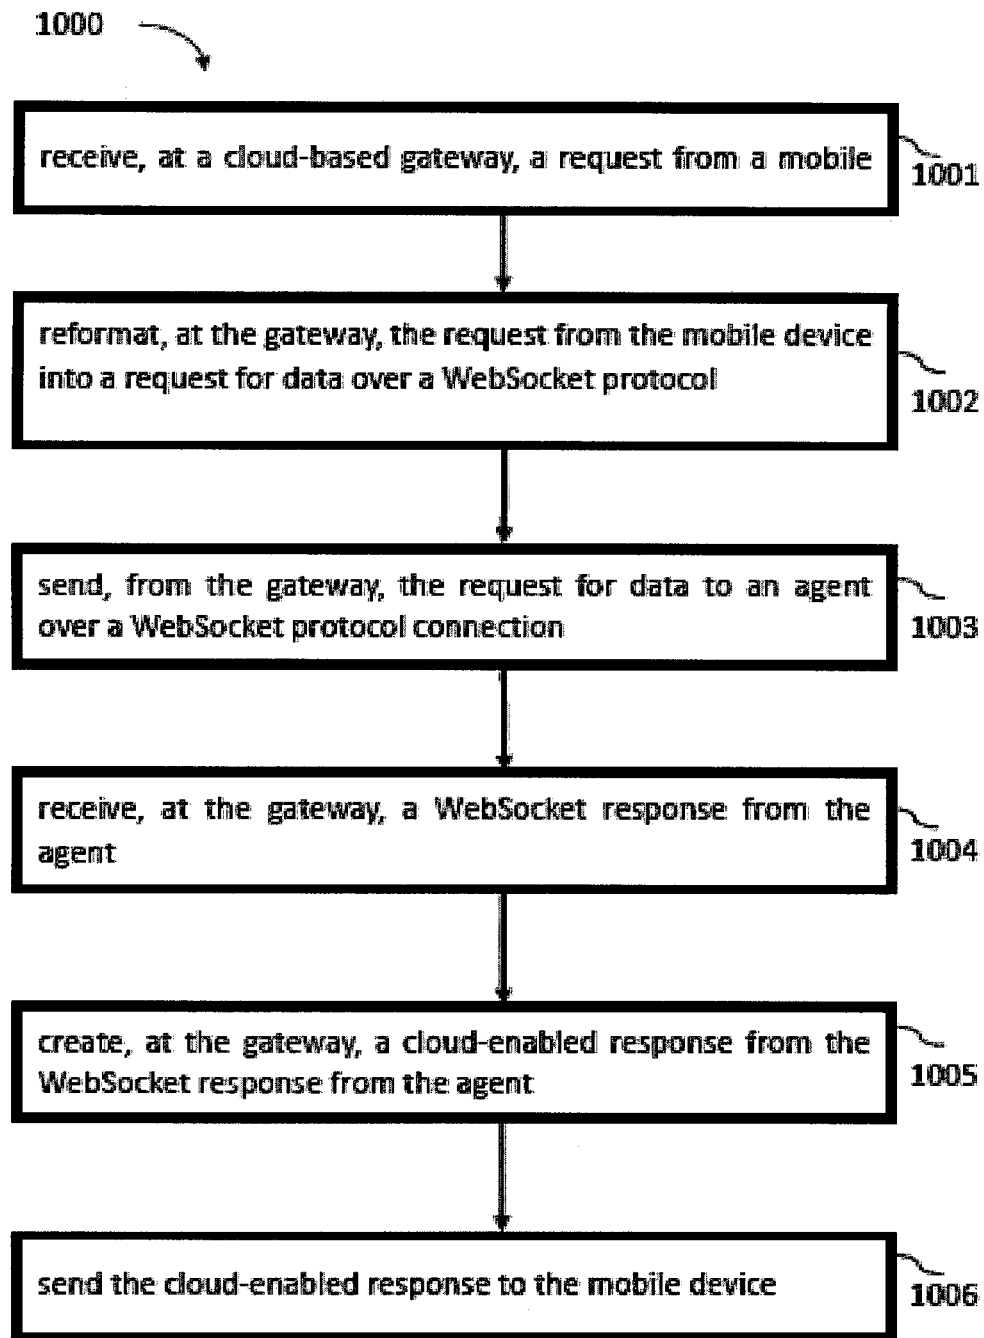 1000
receive, at a cloud-based gateway, a request from a mobile
1001
reformat, at the gateway, the request from the mobile device
into a request for data over a WebSocket protocol
1002
send, from the gateway, the request for data to an agent
over a WebSocket protocol connection
1003
receive, at the gateway, a WebSocket response from the
agent
1004
create, at the gateway, a cloud-enabled response from the
WebSocket response from the agent
1005
send the cloud-enabled response to the mobile device
1006